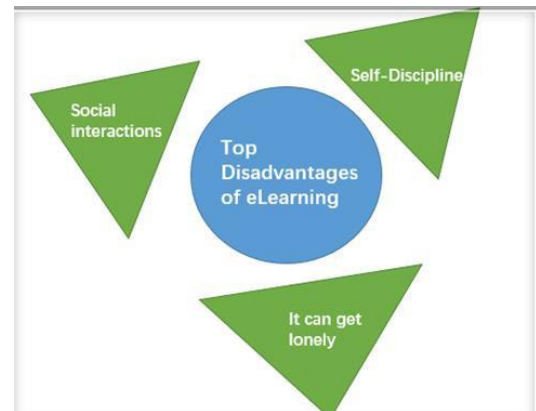 Social
interactions
Self-Discipline
Top
Disadvantages
of eLearning
It can get
lonely